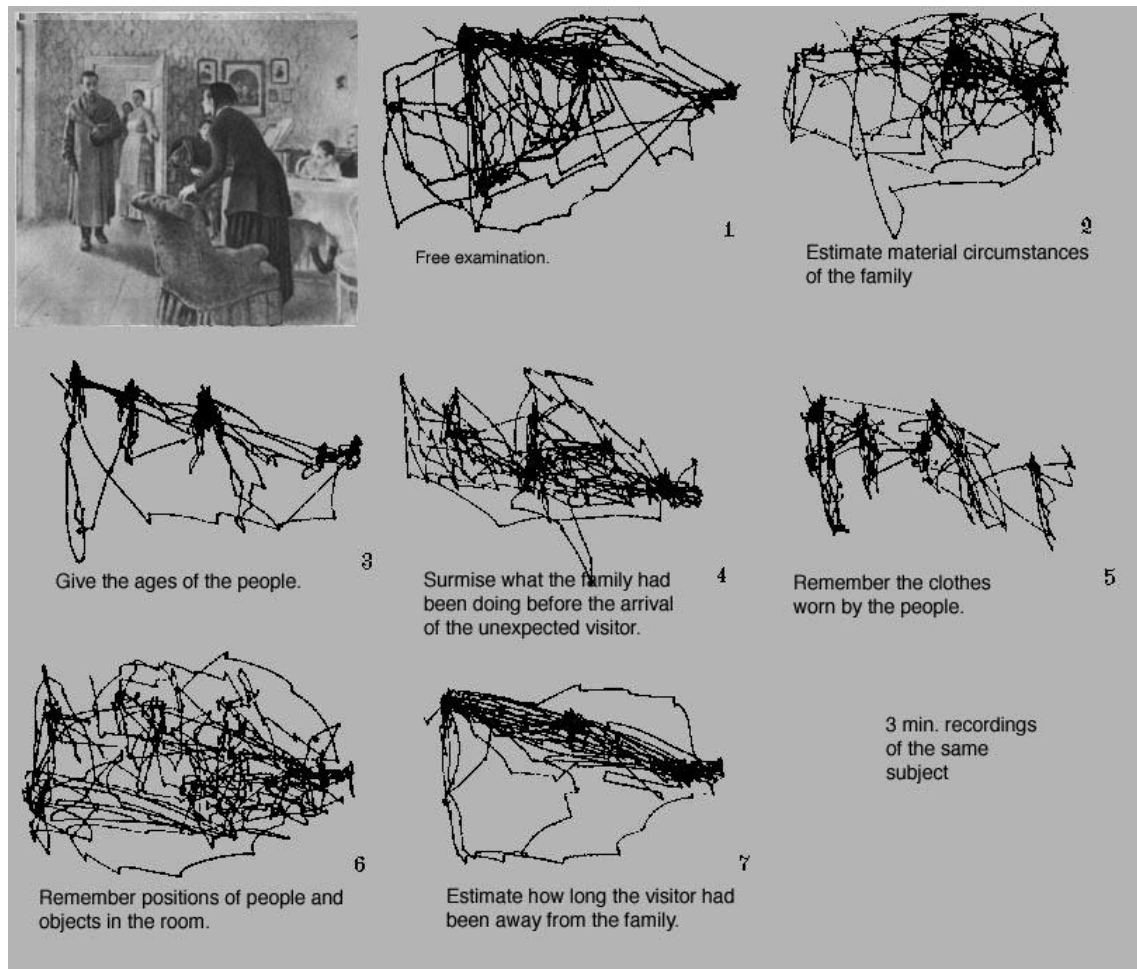 1
Free examination.
2
Estimate material circumstances
of the family
3
Give the ages of the people.
4
Surmise what the family had
been doing before the arrival
of the unexpected visitor.
5
Remember the clothes
worn by the people.
6
Remember positions of people and
objects in the room.
7
Estimate how long the visitor had
been away from the family.
3 min. recordings
of the same
subject